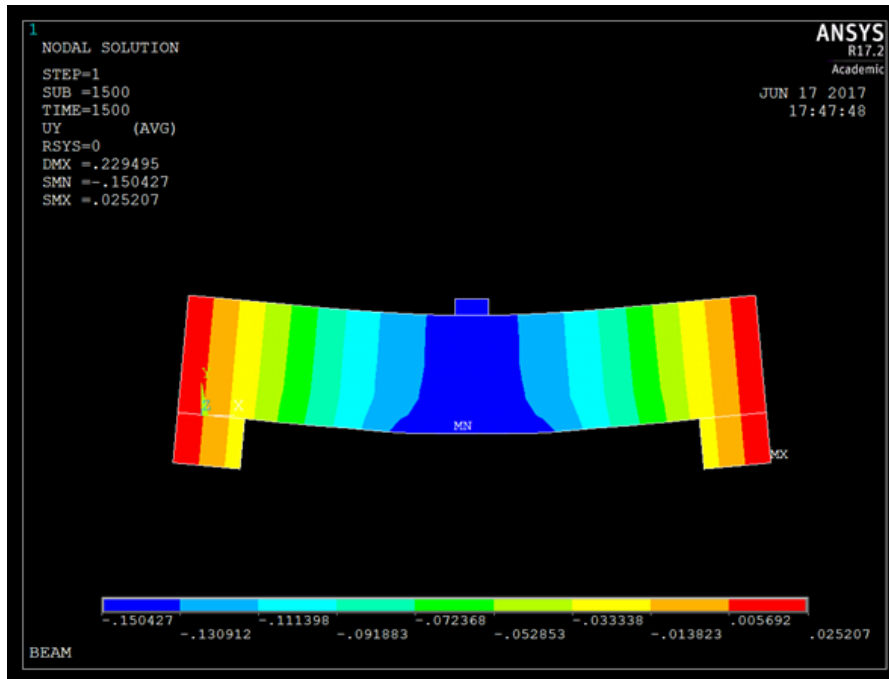 1
NODAL SOLUTION
STEP=1
SUB =1500
TIME=1500
UY (AVG)
RSYS=0
DMX =.229495
SMN =-.150427
SMX =.025207
ANSYS
R17.2
Academic
JUN 17 2017
17:47:48
Y
Z X
MN
MX
-.150427 -.111398 -.072368 -.033338 .005692
-.130912 -.091883 -.052853 -.013823 .025207
BEAM